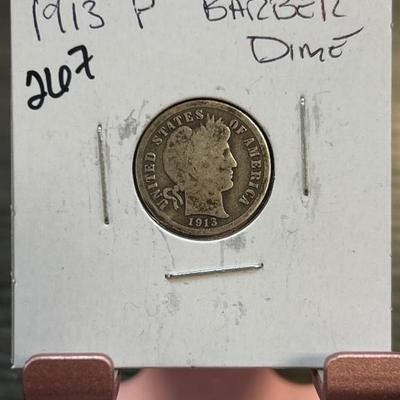 1913 P BARBER
DIME
267
UNITED STATES OF AMERICA
1913